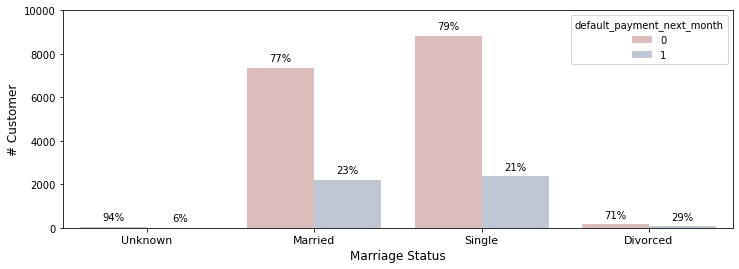 10000
8000
6000
4000
2000
0
# Customer
default_payment_next_month
0
1
94%
6%
77%
23%
79%
21%
71%
29%
Unknown
Married
Single
Divorced
Marriage Status